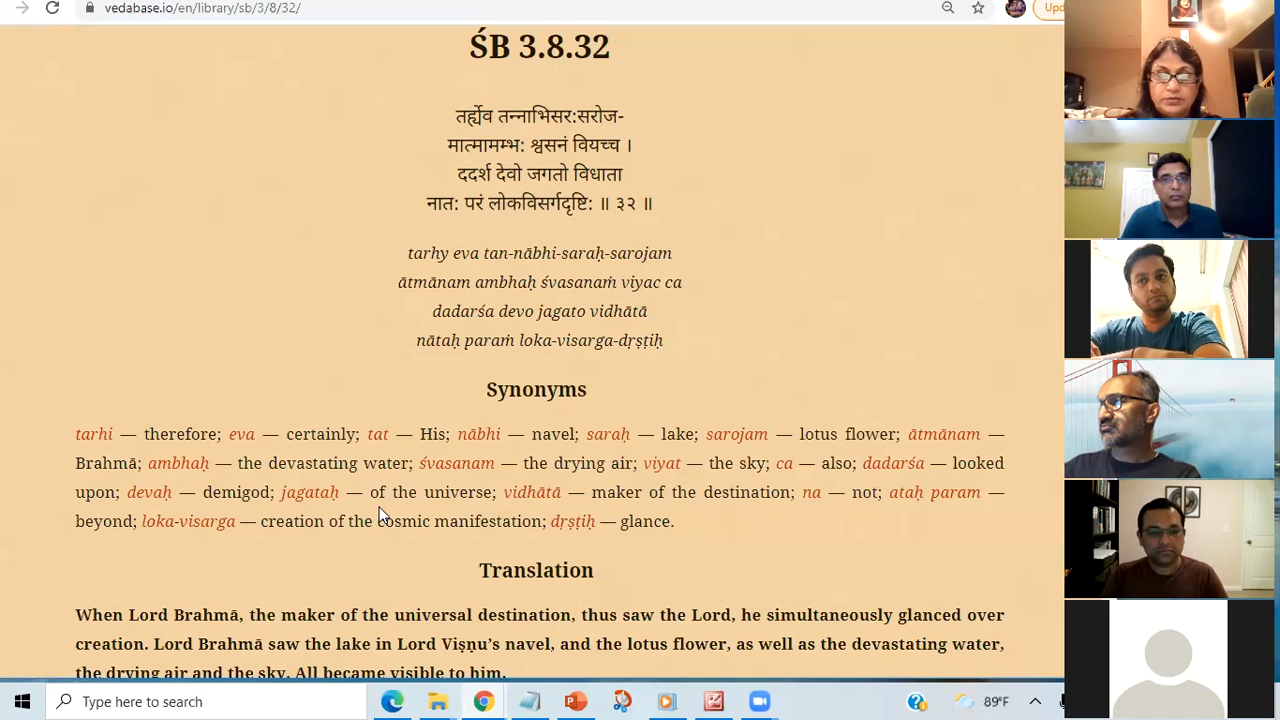 vedabase.io/en/library/sb/3/8/32/
ŚB 3.8.32
तर्ह्येव तन्नाभिसर:सरोज-
मात्मामम्भ: श्वसनं वियच्च ।
ददर्श देवो जगतो विधाता
नात: परं लोकविसर्गदृष्टि: ॥ ३२ ॥
tarhy eva tan-nābhi-saraḥ-sarojam
ātmānam ambhaḥ śvasanaṁ viyac ca
dadarśa devo jagato vidhātā
nātaḥ paraṁ loka-visarga-dṛṣṭiḥ
Synonyms
tarhi — therefore; eva — certainly; tat — His; nābhi — navel; saraḥ — lake; sarojam — lotus flower; ātmānam —
Brahmā; ambhaḥ — the devastating water; śvasanam — the drying air; viyat — the sky; ca — also; dadarśa — looked
upon; devaḥ — demigod; jagataḥ — of the universe; vidhātā — maker of the destination; na — not; ataḥ param —
beyond; loka-visarga — creation of the cosmic manifestation; dṛṣṭiḥ — glance.
Translation
When Lord Brahmā, the maker of the universal destination, thus saw the Lord, he simultaneously glanced over
creation. Lord Brahmā saw the lake in Lord Viṣṇu’s navel, and the lotus flower, as well as the devastating water,
the drying air and the sky. All became visible to him.
Type here to search
89°F